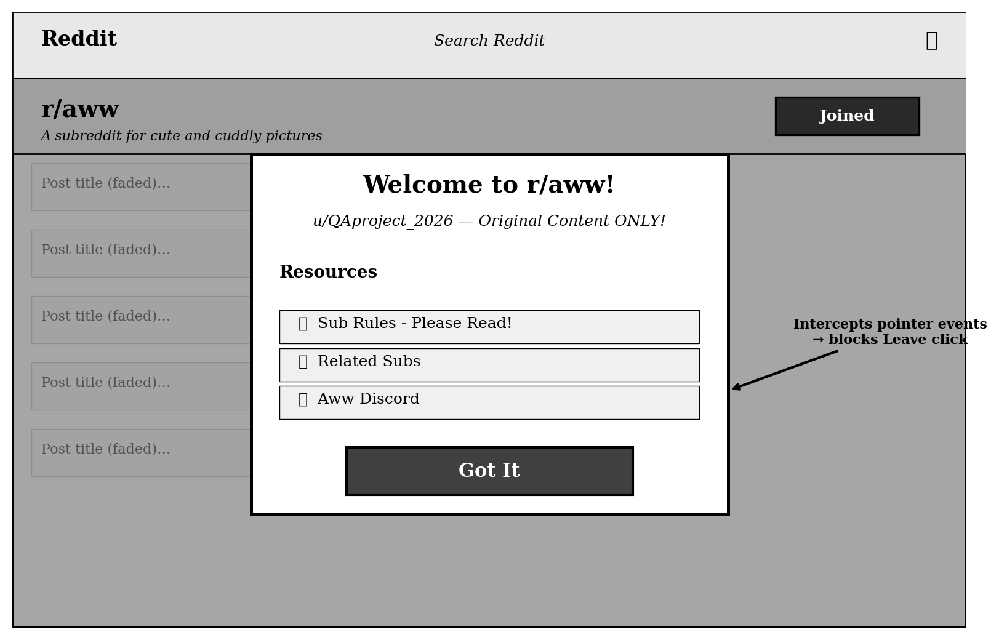 Reddit
Search Reddit
r/aww
A subreddit for cute and cuddly pictures
Joined
Welcome to r/aww!
u/QAproject_2026 — Original Content ONLY!
Resources
Sub Rules - Please Read!
Related Subs
Aww Discord
Got It
Post title (faded)...
Post title (faded)...
Post title (faded)...
Post title (faded)...
Post title (faded)...
Intercepts pointer events
→ blocks Leave click